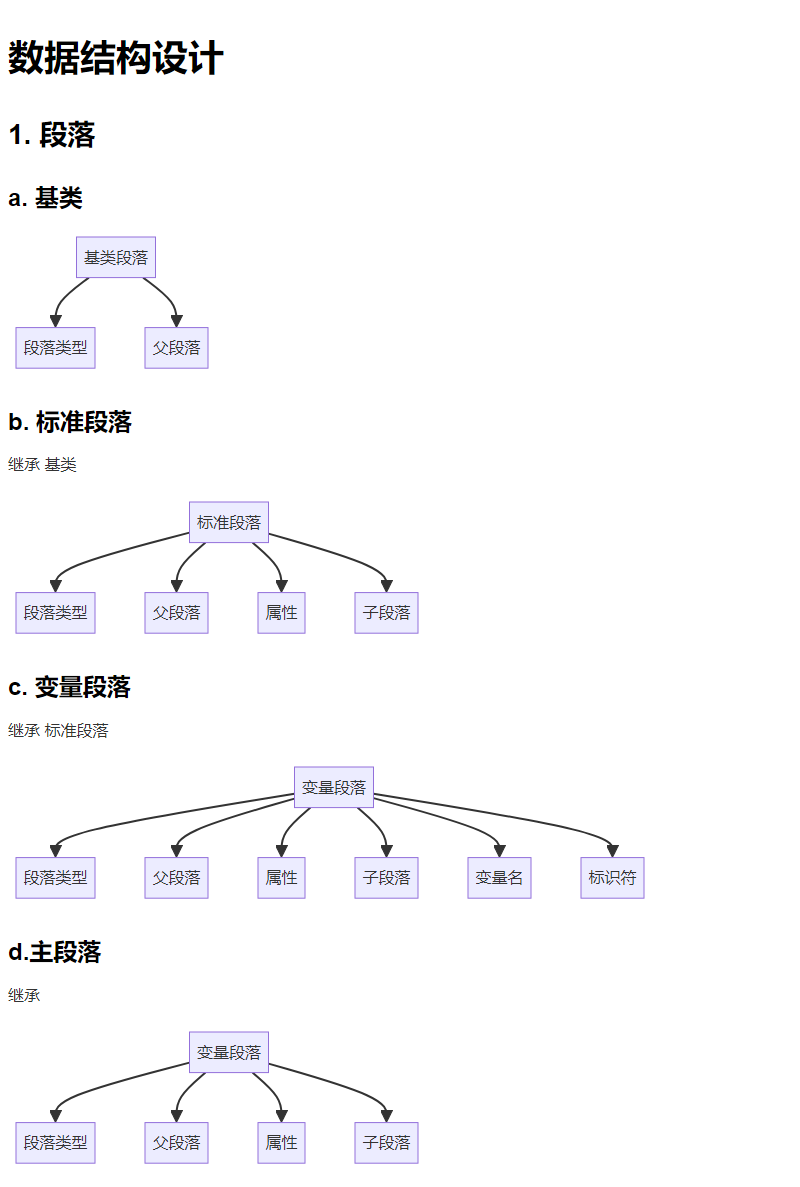 数据结构设计
1. 段落
a. 基类
基类段落
段落类型 父段落
b. 标准段落
继承 基类
标准段落
段落类型 父段落 属性 子段落
c. 变量段落
继承 标准段落
变量段落
段落类型 父段落 属性 子段落 变量名 标识符
d.主段落
继承
变量段落
段落类型 父段落 属性 子段落